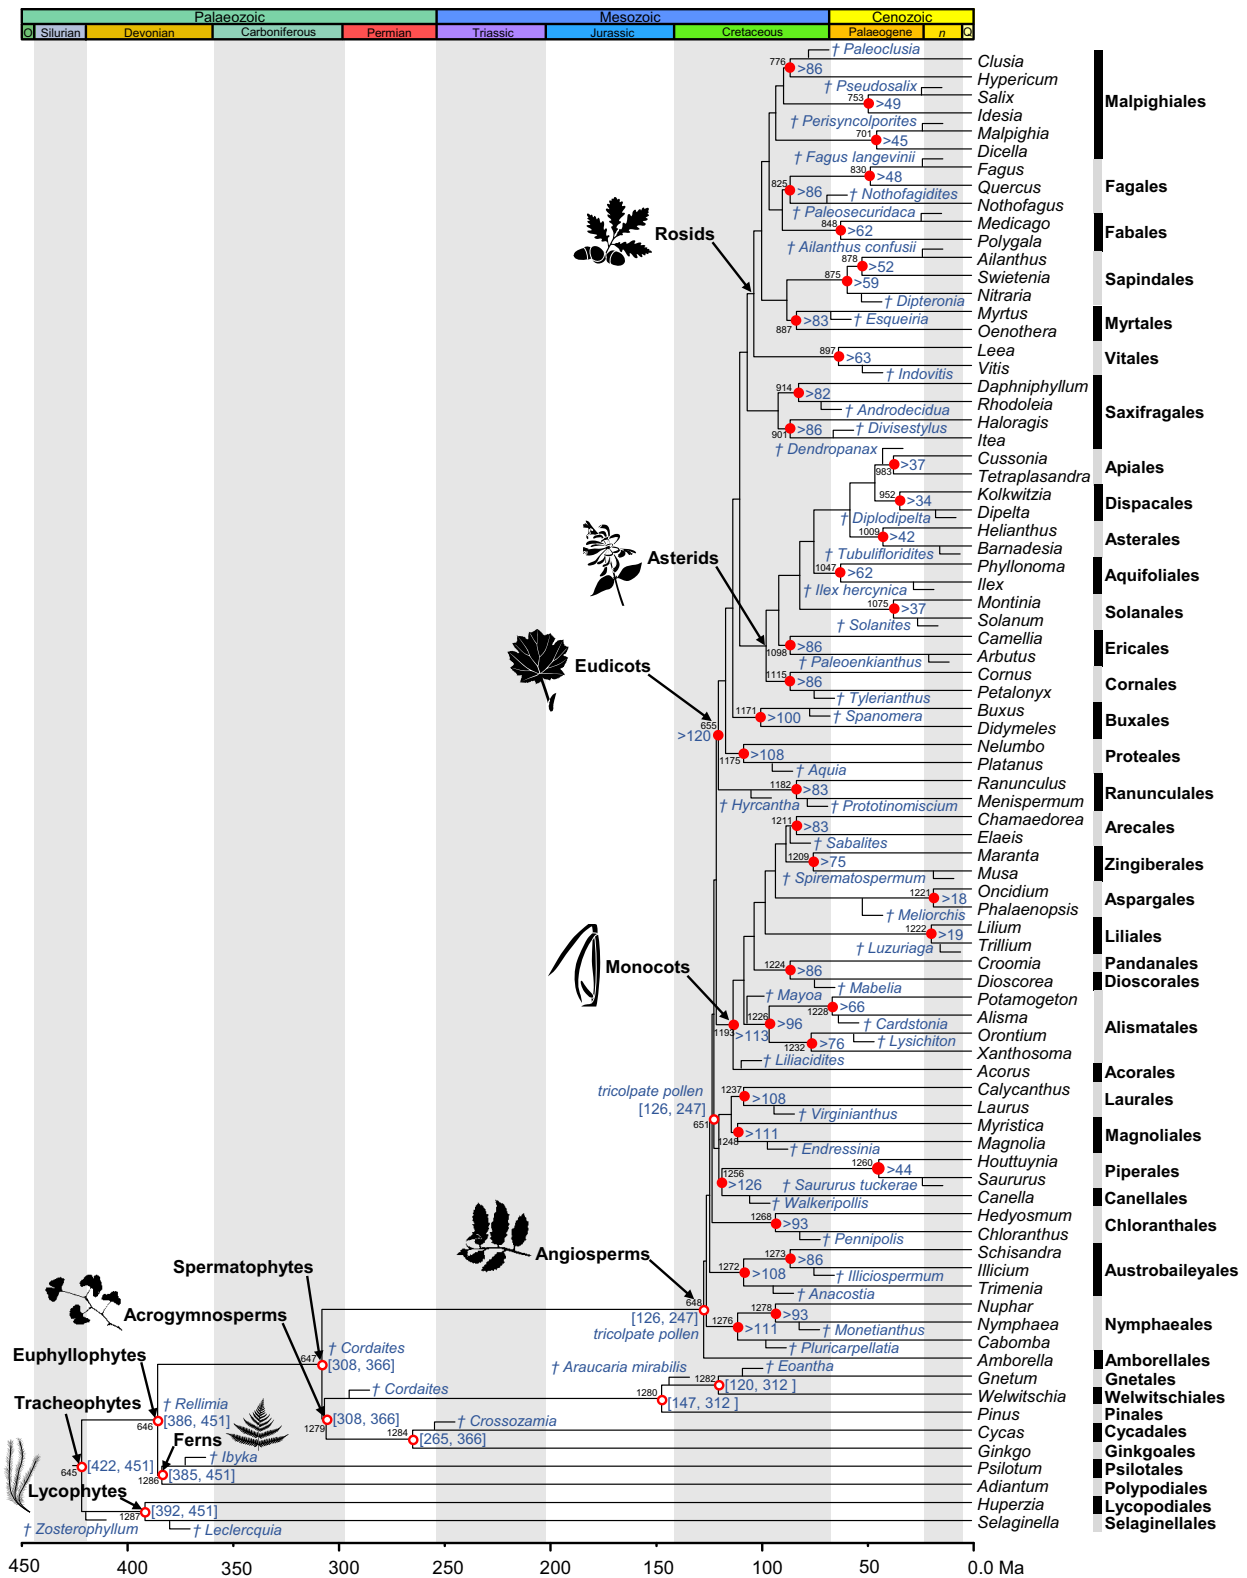 Palaeozoic Mesozoic Cenozoic
O Silurian Devonian Carboniferous Permian Triassic Jurassic Cretaceous Palaeogene n Q
† Paleoclusia
776 >86 Clusia
Hypericum
† Pseudosalix
753 >49 Salix
Malpighiales
Idesia
† Perisyncolporites
701 >45 Malpighia
Dicella
† Fagus langevinii
830 >48 Fagus
825 >86 Quercus Fagales
† Nothofagidites
Nothofagus
† Paleosecuridaca
848 >62 Medicago
Rosids Fabales
Polygala
† Ailanthus confusii
878 >52 Ailanthus
875 >59 Swietenia Sapindales
Nitraria
† Dipteronia
Myrtus
887 >83 † Esqueiria Myrtales
Oenothera
897 >63 Leea
Vitales
Vitis
† Indovitis
914 >82 Daphniphyllum
Rhodoleia
† Androdecidua Saxifragales
Haloragis
901 >86 † Divisestylus
Itea
† Dendropanax
983 >37 Cussonia
Apiales
Tetraplasandra
952 >34 Kolkwitzia
Dispacales
Dipelta
† Diplodipelta
1009 >42 Helianthus
Asterales
Barnadesia
† Tubulifloridites
Asterids
1047 >62 Phyllonoma
Aquifoliales
Ilex
† Ilex hercynica
1075 >37 Montinia
Solanales
Solanum
† Solanites
1098 >86 Camellia
Ericales
Arbutus
† Paleoenkianthus
Eudicots
1115 >86 Cornus
Cornales
Petalonyx
† Tylerianthus
1171 >100 Buxus
† Spanomera Buxales
Didymeles
655 >120
1175 >108 Nelumbo
Proteales
Platanus
† Aquia
1182 >83 Ranunculus
Ranunculales
Menispermum
† Hyrcantha † Prototinomiscium
1211 >83 Chamaedorea
Arecales
Elaeis
† Sabalites
1209 >75 Maranta
Zingiberales
Musa
† Spirematospermum
1221 >18 Oncidium
Aspargales
Phalaenopsis
† Meliorchis
1222 >19 Lilium
Liliales
Trillium
† Luzuriaga
Monocots
1224 >86 Croomia Pandanales
Dioscorea Dioscorales
† Mabelia
† Mayoa
1228 >66 Potamogeton
Alisma
† Cardstonia
1193 >113 1226 >96 Alismatales
Orontium
1232 >76 † Lysichiton
Xanthosoma
† Liliacidites
Acorus Acorales
tricolpate pollen
[126, 247]
651
1237 >108 Calycanthus
Laurales
Laurus
† Virginianthus
1248 >111 Myristica
Magnoliales
Magnolia
† Endressinia
1260 >44 Houttuynia
1256 >126 Piperales
Saururus
† Saururus tuckerae
Canella Canellales
† Walkeripollis
1268 >93 Hedyosmum
Chloranthales
Chloranthus
† Pennipolis
Angiosperms
1273 >86 Schisandra
1272 >108 Illicium Austrobaileyales
† Illiciospermum
Trimenia
† Anacostia
648
[126, 247]
tricolpate pollen
1278 >93 Nuphar
1276 >111 Nymphaea Nymphaeales
† Monetianthus
Cabomba
† Pluricarpellatia
Amborella Amborellales
Spermatophytes
Acrogymnosperms
647 † Cordaites
[308, 366]
† Araucaria mirabilis † Eoantha
1282 [120, 312 ] Gnetum Gnetales
1280 [147, 312 ] Welwitschia Welwitschiales
Euphyllophytes
† Cordaites
1279 [308, 366]
Pinus Pinales
Tracheophytes
† Rellimia
646 [386, 451]
† Crossozamia
1284 [265, 366] Cycas Cycadales
Ginkgo Ginkgoales
Ferns
† Ibyka
645 [422, 451] Psilotum Psilotales
1286 [385, 451]
Adiantum Polypodiales
Lycophytes
1287 [392, 451] Huperzia Lycopodiales
Selaginella Selaginellales
† Zosterophyllum † Leclercquia
450 400 350 300 250 200 150 100 50 0.0 Ma